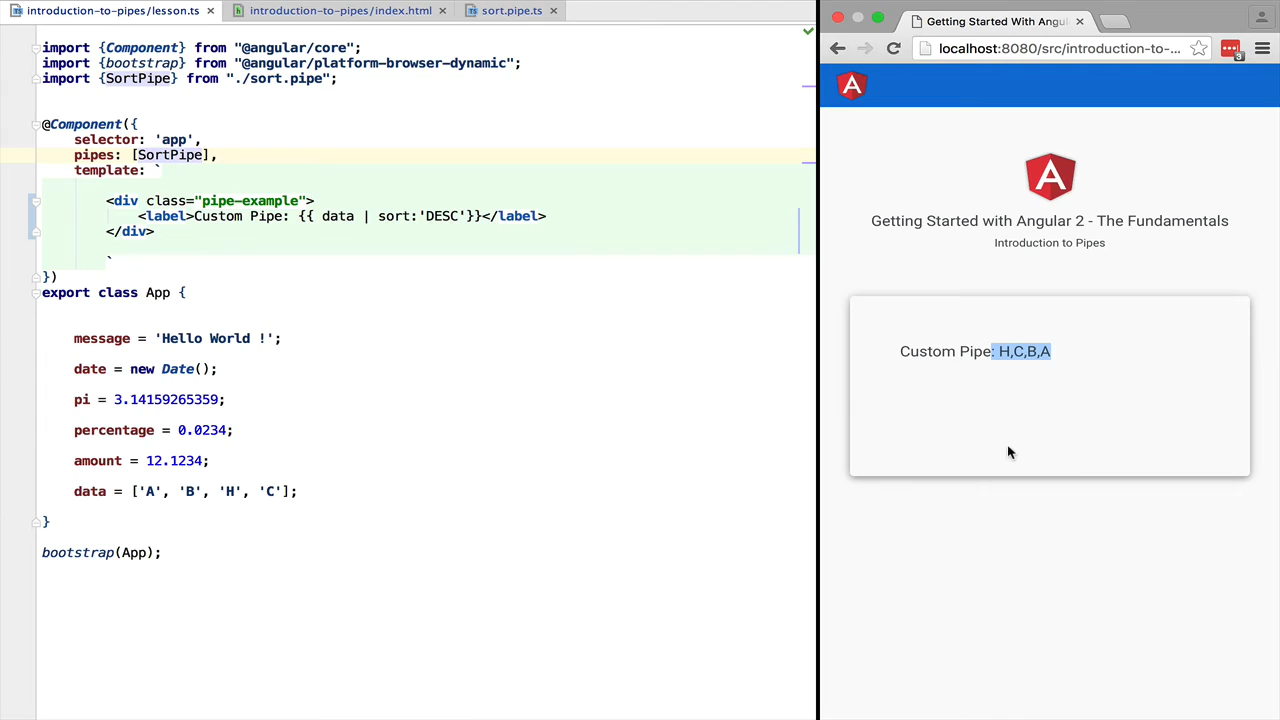 introduction-to-pipes/lesson.ts
introduction-to-pipes/index.html
sort.pipe.ts
import {Component} from "@angular/core";
import {bootstrap} from "@angular/platform-browser-dynamic";
import {SortPipe} from "./sort.pipe";
@Component({
selector: 'app',
pipes: [SortPipe],
template: `
<div class="pipe-example">
<label>Custom Pipe: {{ data | sort:'DESC'}}</label>
</div>
`
})
export class App {
message = 'Hello World !';
date = new Date();
pi = 3.14159265359;
percentage = 0.0234;
amount = 12.1234;
data = ['A', 'B', 'H', 'C'];
}
bootstrap(App);
Getting Started With Angul
localhost:8080/src/introduction-to-...
3
Getting Started with Angular 2 - The Fundamentals
Introduction to Pipes
Custom Pipe: H,C,B,A